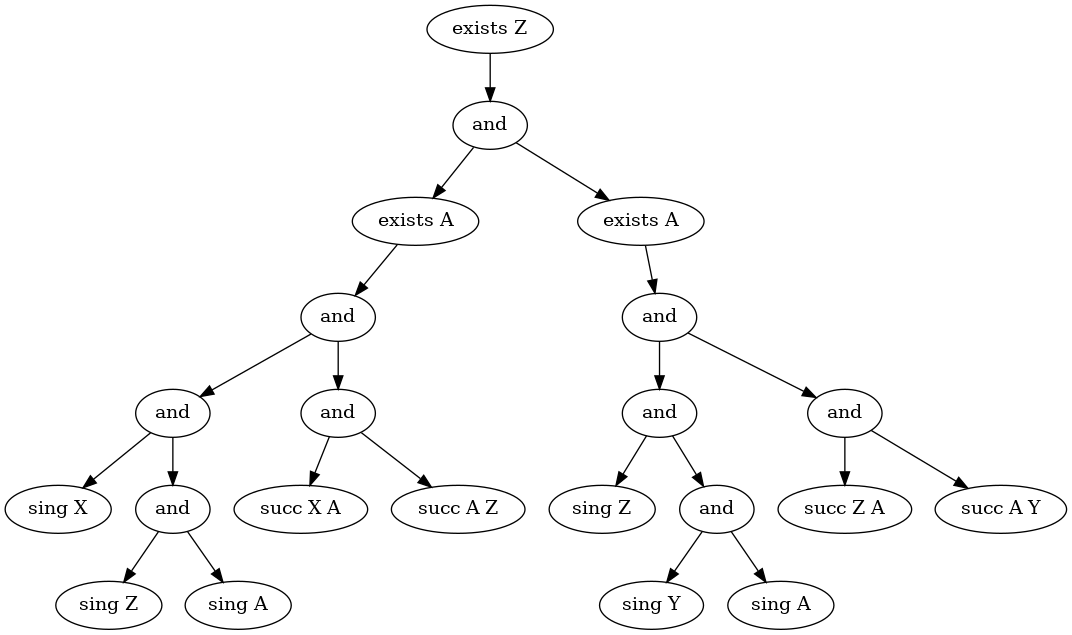 exists Z
and
exists A
exists A
and
and
and
and
and
and
sing X
and
succ X A
succ A Z
sing Z
and
succ Z A
succ A Y
sing Z
sing A
sing Y
sing A